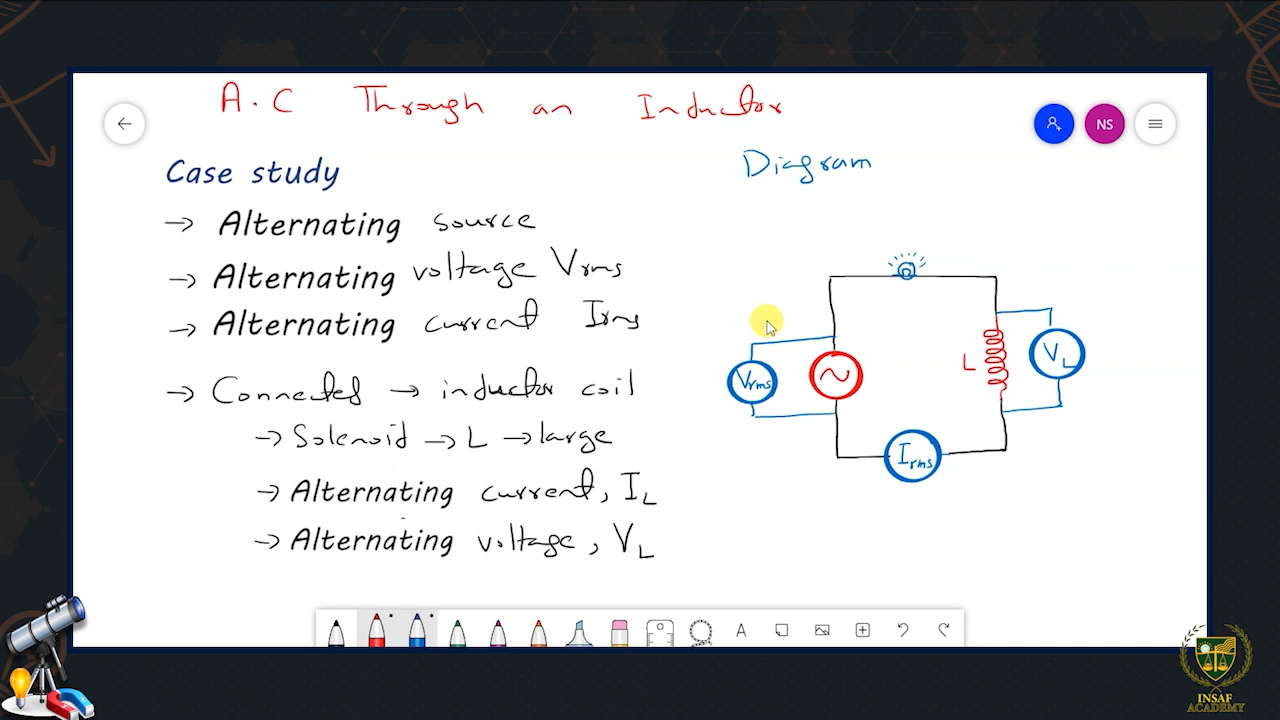 A.C Through an Inductor
NS
Case study
Diagram
→ Alternating source
→ Alternating voltage Vrms
→ Alternating current Irms
→ Connected → inductor coil
→ Solenoid → L → large
→ Alternating current, IL
→ Alternating voltage, VL
Vrms
~
L
VL
Irms
A
INSAF
ACADEMY